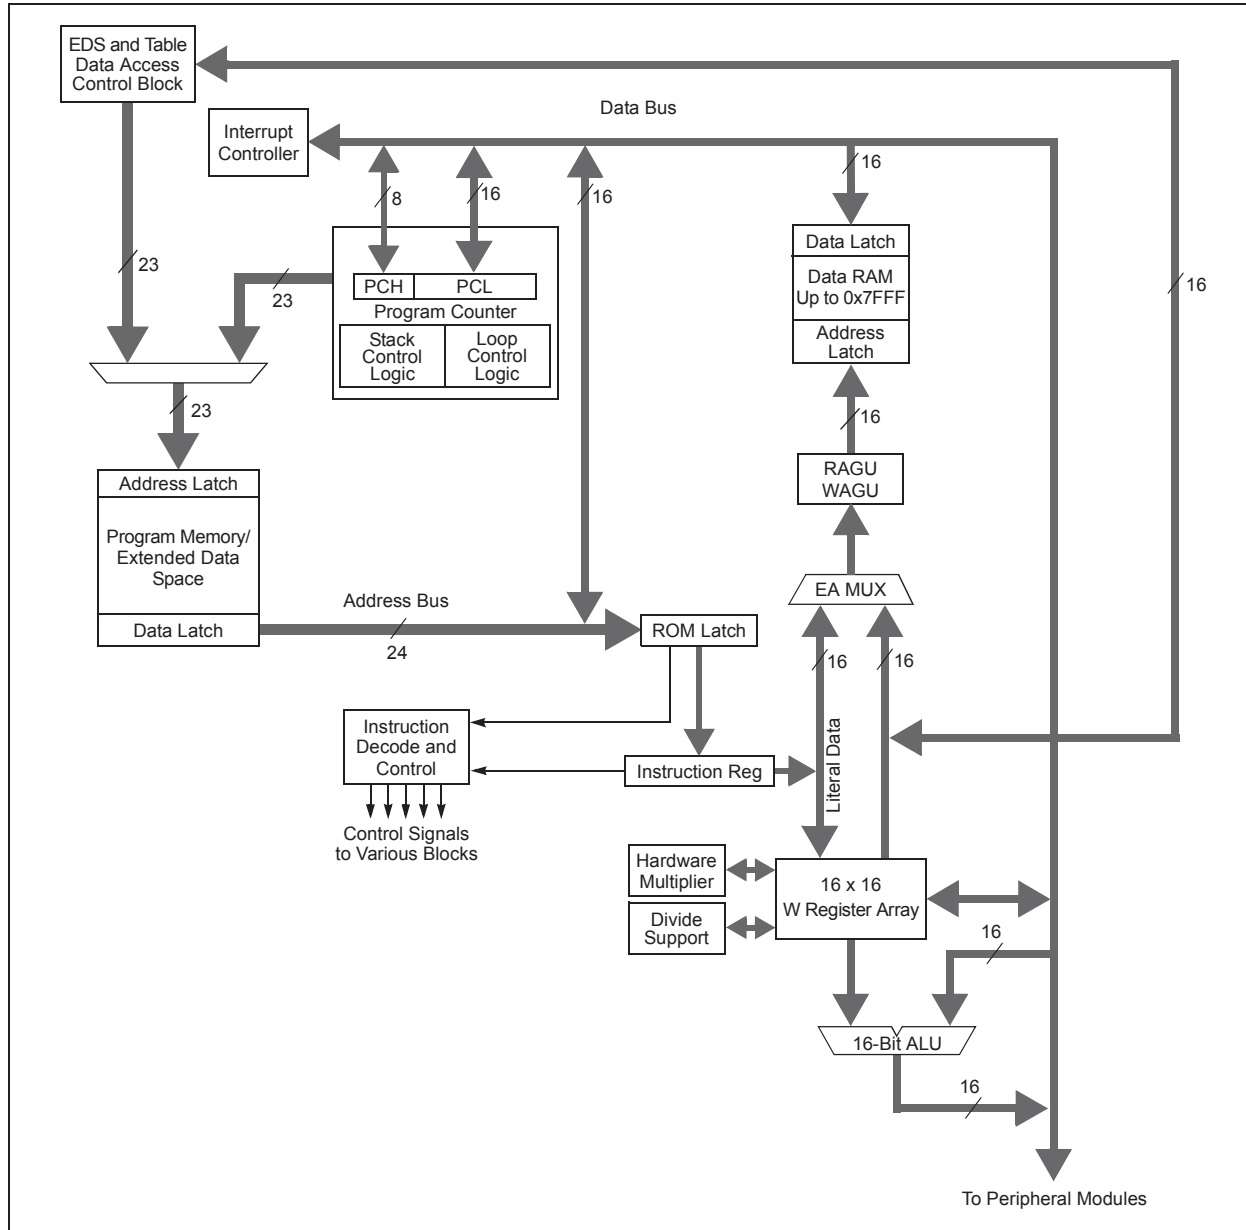 EDS and Table
Data Access
Control Block
Data Bus
16
Interrupt
Controller
8
16
16
16
23
23
PCH
PCL
Program Counter
Stack
Control
Logic
Loop
Control
Logic
Data Latch
Data RAM
Up to 0x7FFF
Address
Latch
16
23
16
RAGU
WAGU
Address Latch
Program Memory/
Extended Data
Space
Data Latch
Address Bus
24
ROM Latch
EA MUX
16
16
Instruction
Decode and
Control
Instruction Reg
Literal Data
Control Signals
to Various Blocks
Hardware
Multiplier
16 x 16
W Register Array
Divide
Support
16
16-Bit ALU
16
To Peripheral Modules